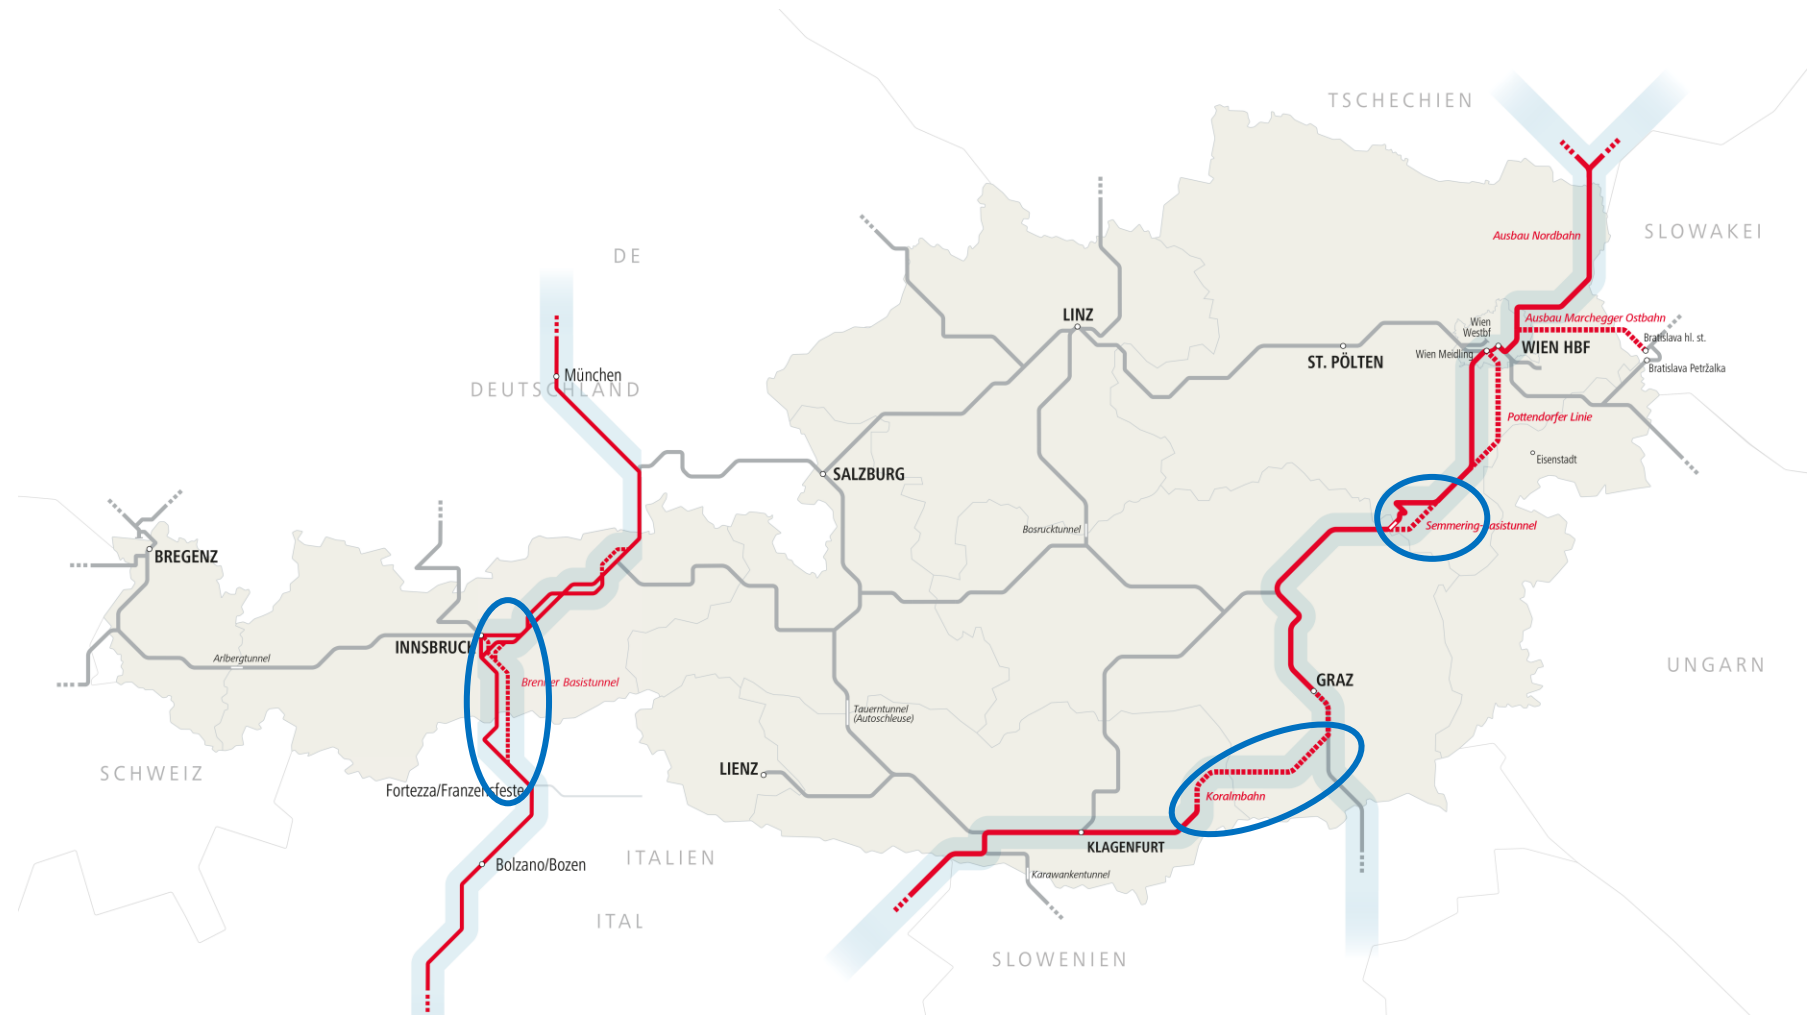 TSCHECHIEN
SLOWAKEI
Ausbau Nordbahn
DE
LINZ
Wien
Westbf
Ausbau Marchegger Ostbahn
Bratislava hl. st.
WIEN HBF
Wien Meidling
ST. PÖLTEN
Bratislava Petržalka
München
DEUTSCHLAND
Pottendorfer Linie
Eisenstadt
SALZBURG
Semmering-Basistunnel
Bosrucktunnel
BREGENZ
INNSBRUCK
Arlbergtunnel
UNGARN
GRAZ
Brenner Basistunnel
Tauerntunnel
(Autoschleuse)
SCHWEIZ
LIENZ
Fortezza/Franzensfeste
Koralmbahn
KLAGENFURT
ITALIEN
Bolzano/Bozen
Karawankentunnel
ITAL
SLOWENIEN